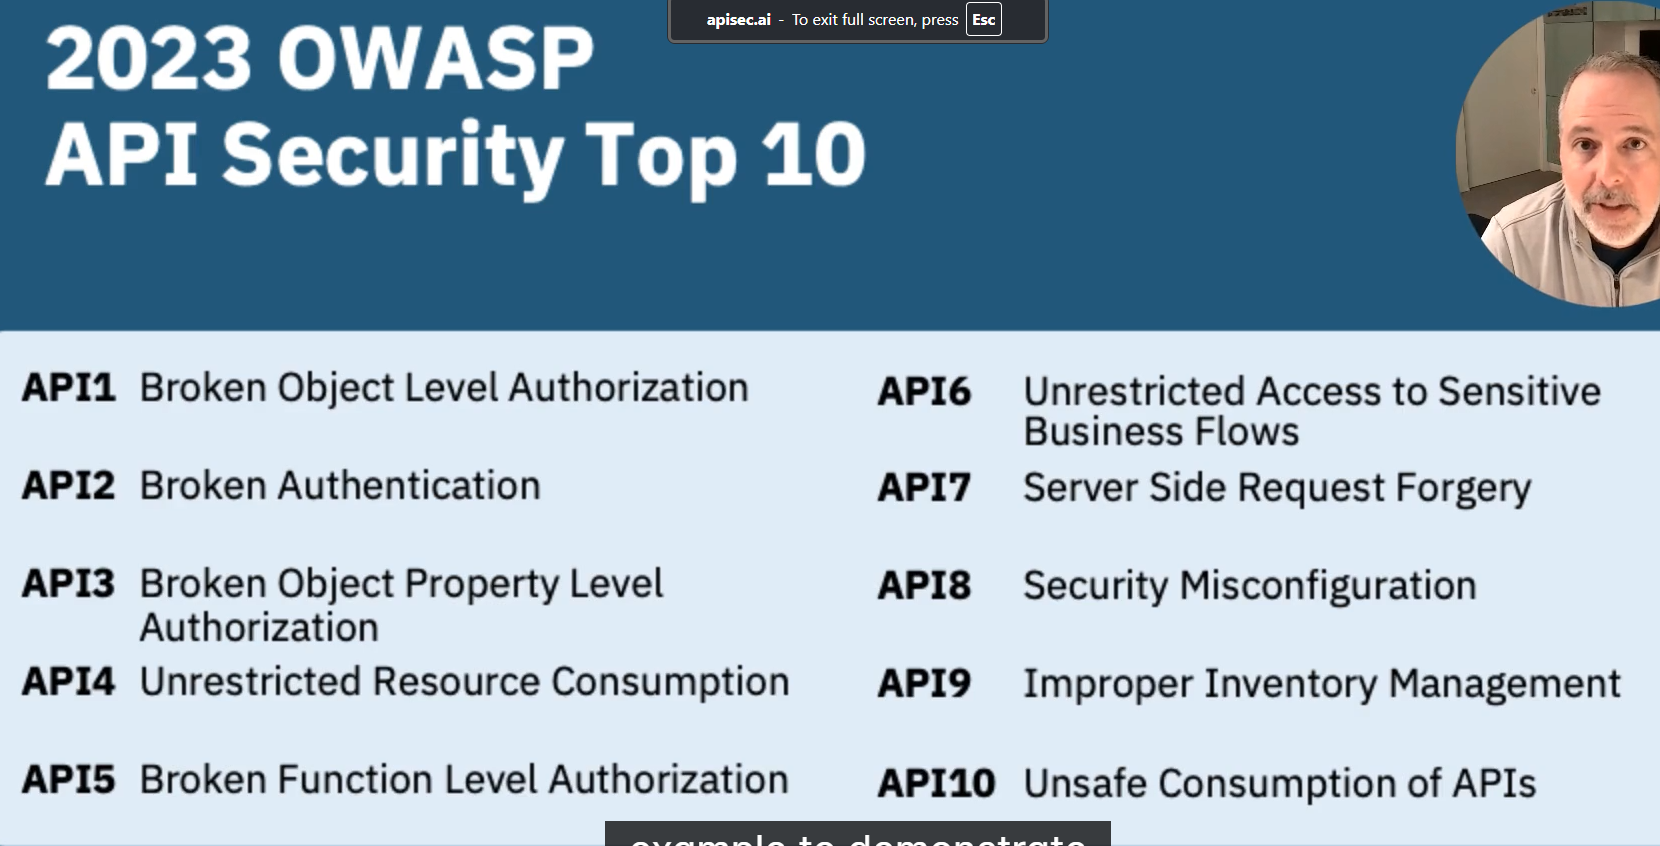 apisec.ai - To exit full screen, press Esc
2023 OWASP
API Security Top 10
API1 Broken Object Level Authorization
API2 Broken Authentication
API3 Broken Object Property Level
Authorization
API4 Unrestricted Resource Consumption
API5 Broken Function Level Authorization
API6 Unrestricted Access to Sensitive
Business Flows
API7 Server Side Request Forgery
API8 Security Misconfiguration
API9 Improper Inventory Management
API10 Unsafe Consumption of APIs
example to demonstrate